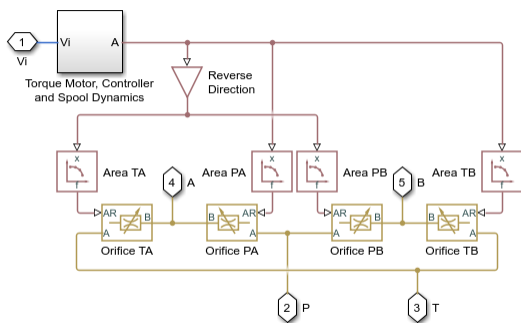 1
Vi
Vi
A
Torque Motor, Controller
and Spool Dynamics
Reverse
Direction
x
f
Area TA
Area PA
x
f
x
f
Area PB
Area TB
x
f
4
A
5
B
AR
A
B
Orifice TA
B
AR
A
Orifice PA
AR
A
B
Orifice PB
B
AR
A
Orifice TB
2
P
3
T